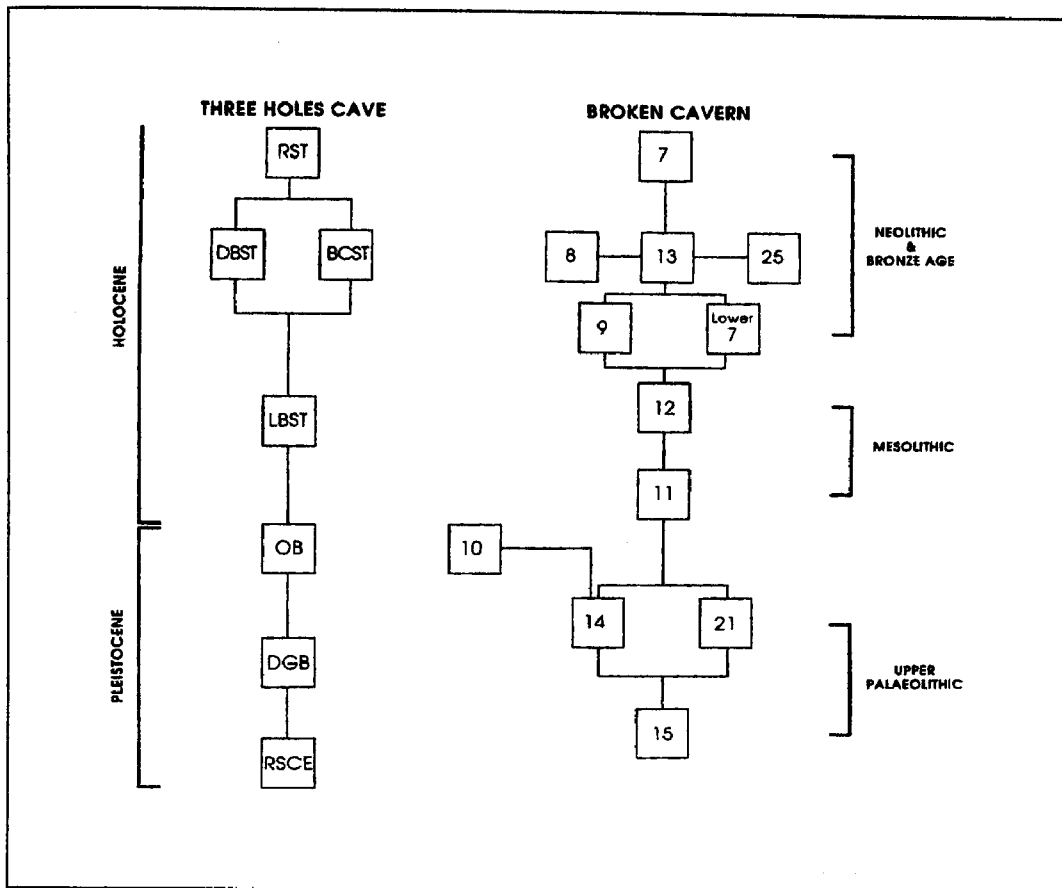 THREE HOLES CAVE
BROKEN CAVERN
HOLOCENE
PLEISTOCENE
RST
DBST
BCST
LBST
OB
DGB
RSCE
7
8
13
25
9
Lower
7
12
11
10
14
21
15
NEOLITHIC
&
BRONZE AGE
MESOLITHIC
UPPER
PALAEOLITHIC